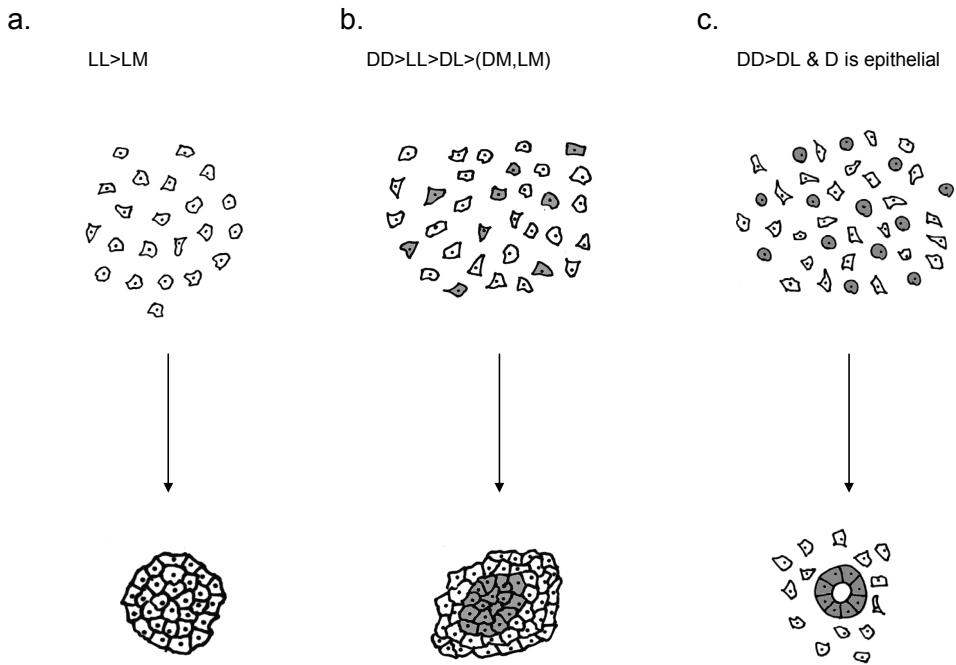 a.
b.
c.
LL>LM
DD>LL>DL>(DM,LM)
DD>DL & D is epithelial